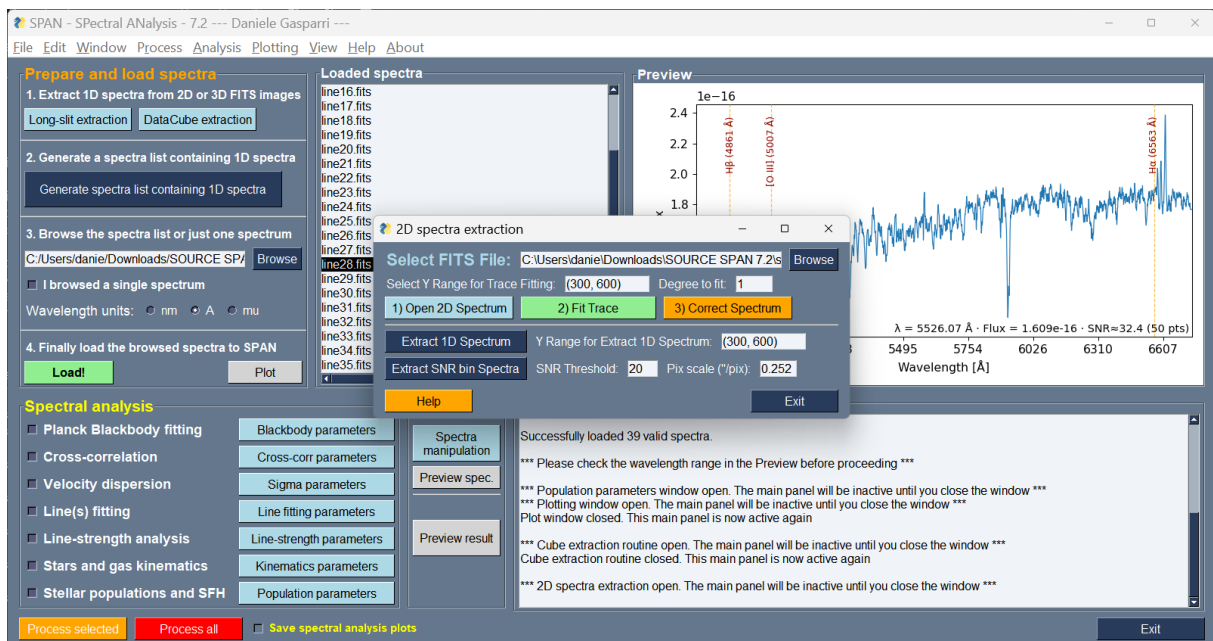 SPAN - SPectral ANalysis - 7.2 --- Daniele Gasparri ---
File Edit Window Process Analysis Plotting View Help About
Prepare and load spectra
1. Extract 1D spectra from 2D or 3D FITS images
Long-slit extraction DataCube extraction
2. Generate a spectra list containing 1D spectra
Generate spectra list containing 1D spectra
3. Browse the spectra list or just one spectrum
C:/Users/danie/Downloads/SOURCE SPA Browse
I browsed a single spectrum
Wavelength units: nm A mu
4. Finally load the browsed spectra to SPAN
Load! Plot
Loaded spectra
line16.fits
line17.fits
line18.fits
line19.fits
line20.fits
line21.fits
line22.fits
line23.fits
line24.fits
line25.fits
line26.fits
line27.fits
line28.fits
line29.fits
line30.fits
line31.fits
line32.fits
line33.fits
line34.fits
line35.fits
Preview
1e−16
2.4
2.2
2.0
1.8
Hβ (4861 Å)
[O III] (5007 Å)
Hα (6563 Å)
λ = 5526.07 Å · Flux = 1.609e-16 · SNR≈32.4 (50 pts)
5495 5754 6026 6310 6607
Wavelength [Å]
2D spectra extraction
Select FITS File: C:\Users\danie\Downloads\SOURCE SPAN 7.2\s Browse
Select Y Range for Trace Fitting: (300, 600) Degree to fit: 1
1) Open 2D Spectrum 2) Fit Trace 3) Correct Spectrum
Extract 1D Spectrum Y Range for Extract 1D Spectrum: (300, 600)
Extract SNR bin Spectra SNR Threshold: 20 Pix scale ("/pix): 0.252
Help Exit
Spectral analysis
Planck Blackbody fitting Blackbody parameters
Cross-correlation Cross-corr parameters
Velocity dispersion Sigma parameters
Line(s) fitting Line fitting parameters
Line-strength analysis Line-strength parameters
Stars and gas kinematics Kinematics parameters
Stellar populations and SFH Population parameters
Spectra
manipulation
Preview spec.
Preview result
Successfully loaded 39 valid spectra.
*** Please check the wavelength range in the Preview before proceeding ***
*** Population parameters window open. The main panel will be inactive until you close the window ***
*** Plotting window open. The main panel will be inactive until you close the window ***
Plot window closed. This main panel is now active again
*** Cube extraction routine open. The main panel will be inactive until you close the window ***
Cube extraction routine closed. This main panel is now active again
*** 2D spectra extraction open. The main panel will be inactive until you close the window ***
Process selected Process all Save spectral analysis plots Exit